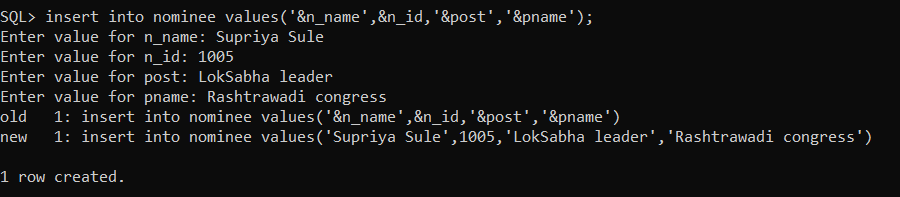 SQL> insert into nominee values('&n_name',&n_id,'&post','&pname');
Enter value for n_name: Supriya Sule
Enter value for n_id: 1005
Enter value for post: LokSabha leader
Enter value for pname: Rashtrawadi congress
old   1: insert into nominee values('&n_name',&n_id,'&post','&pname')
new   1: insert into nominee values('Supriya Sule',1005,'LokSabha leader','Rashtrawadi congress')
1 row created.